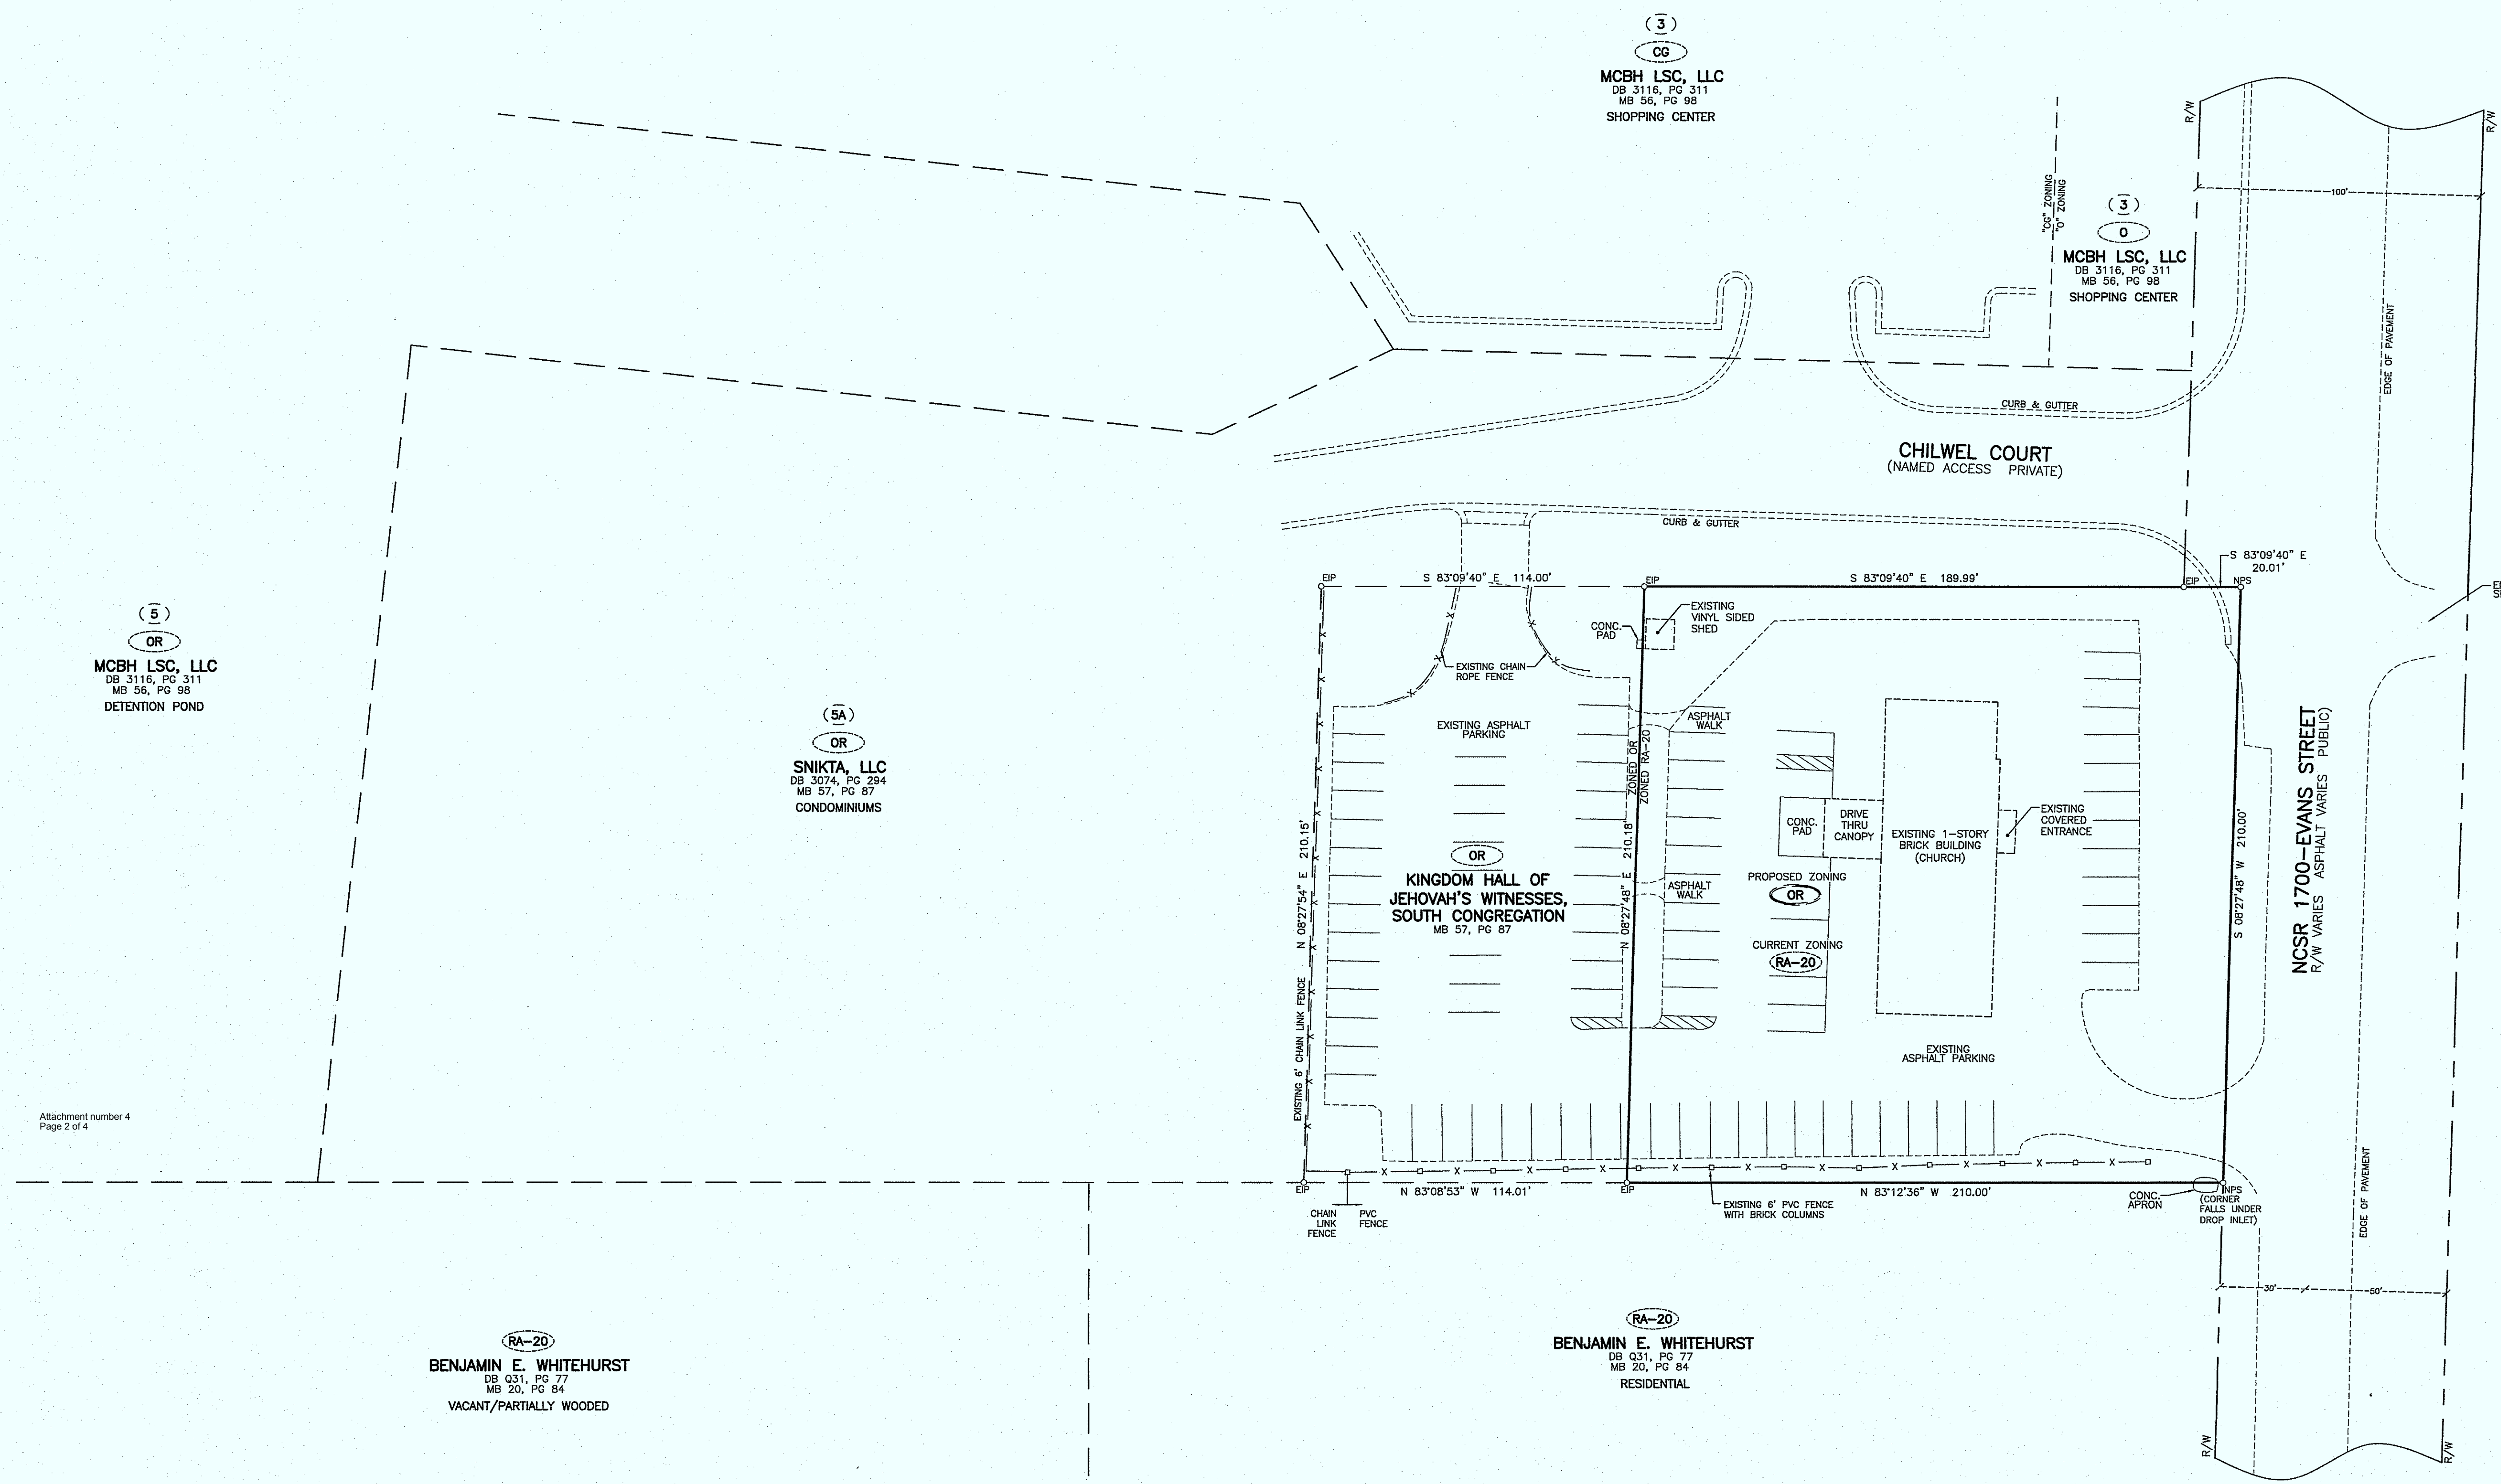 (3)
CG
MCBH LSC, LLC
DB 3116, PG 311
MB 56, PG 98
SHOPPING CENTER
R/W
R/W
100'
"CG" ZONING
"O" ZONING
(3)
O
MCBH LSC, LLC
DB 3116, PG 311
MB 56, PG 98
SHOPPING CENTER
EDGE OF PAVEMENT
CURB & GUTTER
CHILWEL COURT
(NAMED ACCESS PRIVATE)
CURB & GUTTER
S 83°09'40" E
20.01'
EIP
S 83°09'40" E 114.00'
EIP
S 83°09'40" E 189.99'
EIP
NPS
(5)
OR
MCBH LSC, LLC
DB 3116, PG 311
MB 56, PG 98
DETENTION POND
(5A)
OR
SNIKTA, LLC
DB 3074, PG 294
MB 57, PG 87
CONDOMINIUMS
CONC.
PAD
EXISTING
VINYL SIDED
SHED
EXISTING CHAIN
ROPE FENCE
EXISTING ASPHALT
PARKING
ASPHALT
WALK
ZONED OR
ZONED RA-20
CONC.
PAD
DRIVE
THRU
CANOPY
EXISTING 1-STORY
BRICK BUILDING
(CHURCH)
EXISTING
COVERED
ENTRANCE
NCSR 1700-EVANS STREET
R/W VARIES ASPHALT VARIES PUBLIC)
N 08°27'54" E 210.15'
N 08°27'48" E 210.18'
S 08°27'48" W 210.00'
OR
KINGDOM HALL OF
JEHOVAH'S WITNESSES,
SOUTH CONGREGATION
MB 57, PG 87
ASPHALT
WALK
PROPOSED ZONING
OR
CURRENT ZONING
RA-20
EXISTING 6' CHAIN LINK FENCE
EXISTING
ASPHALT PARKING
Attachment number 4
Page 2 of 4
EIP
N 83°08'53" W 114.01'
EIP
N 83°12'36" W 210.00'
CHAIN
LINK
FENCE
PVC
FENCE
EXISTING 6' PVC FENCE
WITH BRICK COLUMNS
CONC.
APRON
NPS
(CORNER
FALLS UNDER
DROP INLET)
EDGE OF PAVEMENT
30'
50'
RA-20
BENJAMIN E. WHITEHURST
DB Q31, PG 77
MB 20, PG 84
VACANT/PARTIALLY WOODED
RA-20
BENJAMIN E. WHITEHURST
DB Q31, PG 77
MB 20, PG 84
RESIDENTIAL
R/W
R/W